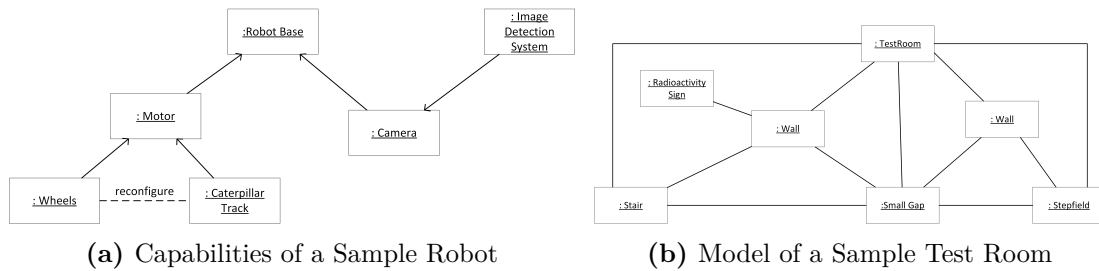 :Robot Base
: Image
Detection
System
: Motor
: Camera
: Wheels
reconfigure
: Caterpillar
Track
(a) Capabilities of a Sample Robot
: TestRoom
: Radioactivity
Sign
: Wall
: Wall
: Stair
:Small Gap
: Stepfield
(b) Model of a Sample Test Room